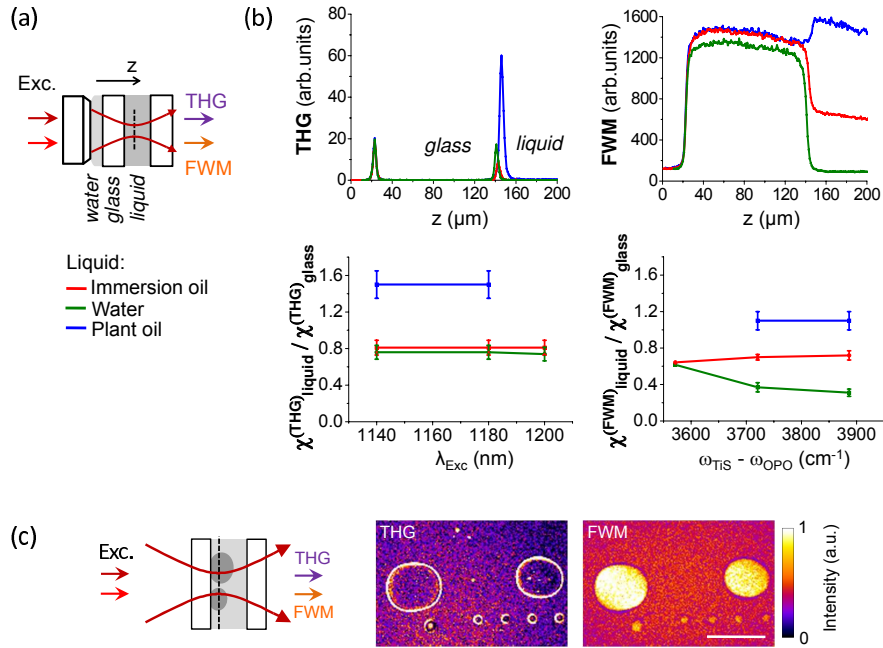 (a)
Exc.
z
THG
FWM
water
glass
liquid
Liquid:
Immersion oil
Water
Plant oil
(b)
THG (arb.units)
80
60
40
20
0
glass
liquid
0 40 80 120 160 200
z (μm)
FWM (arb.units)
1600
1200
800
400
0
0 40 80 120 160 200
z (μm)
χ(THG)liquid / χ(THG)glass
1.6
1.2
0.8
0.4
0.0
1140 1160 1180 1200
λExc (nm)
χ(FWM)liquid / χ(FWM)glass
1.6
1.2
0.8
0.4
0.0
3600 3700 3800 3900
ωTiS - ωOPO (cm-1)
(c)
Exc.
THG
FWM
THG
FWM
1
0
Intensity (a.u.)